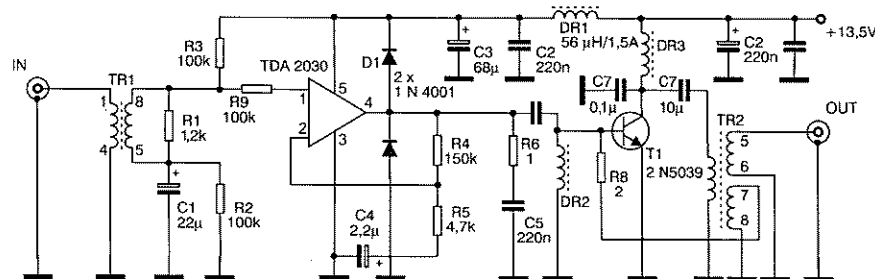 IN
TR1
1
8
4
5
R3
100k
R1
1,2k
C1
+
22µ
R2
100k
R9
100k
TDA 2030
1
2
5
4
3
D1
2 x
1 N 4001
C4
2,2µ
+
R4
150k
R5
4,7k
+
C3
68µ
C2
220n
R6
1
C5
220n
DR1
56 µH/1,5A
DR3
C7
0,1µ
C7
10µ
DR2
R8
2
T1
2 N5039
+
C2
220n
+13,5V
TR2
5
6
7
8
OUT